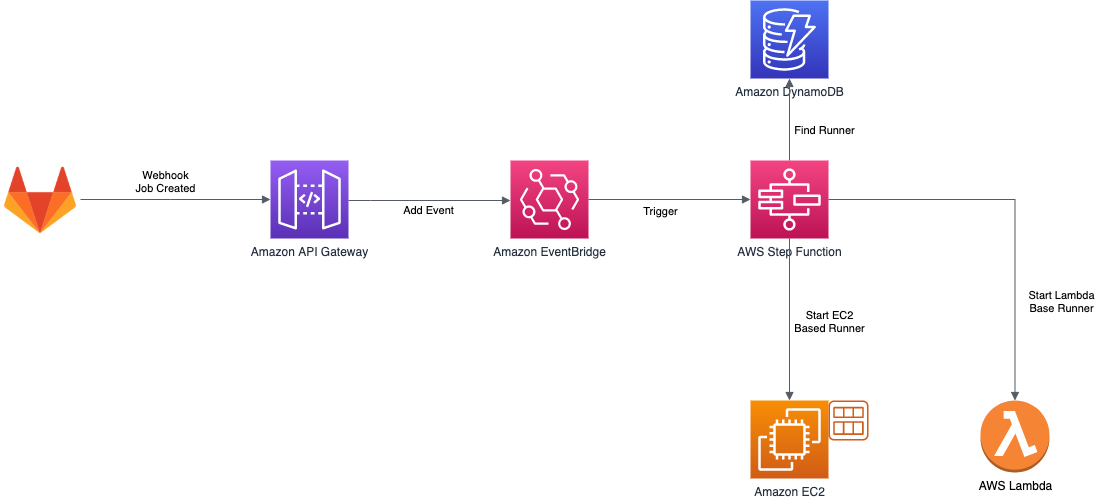 Amazon DynamoDB
Find Runner
Webhook
Job Created
Add Event
Trigger
Amazon API Gateway
Amazon EventBridge
AWS Step Function
Start EC2
Based Runner
Start Lambda
Base Runner
Amazon EC2
AWS Lambda